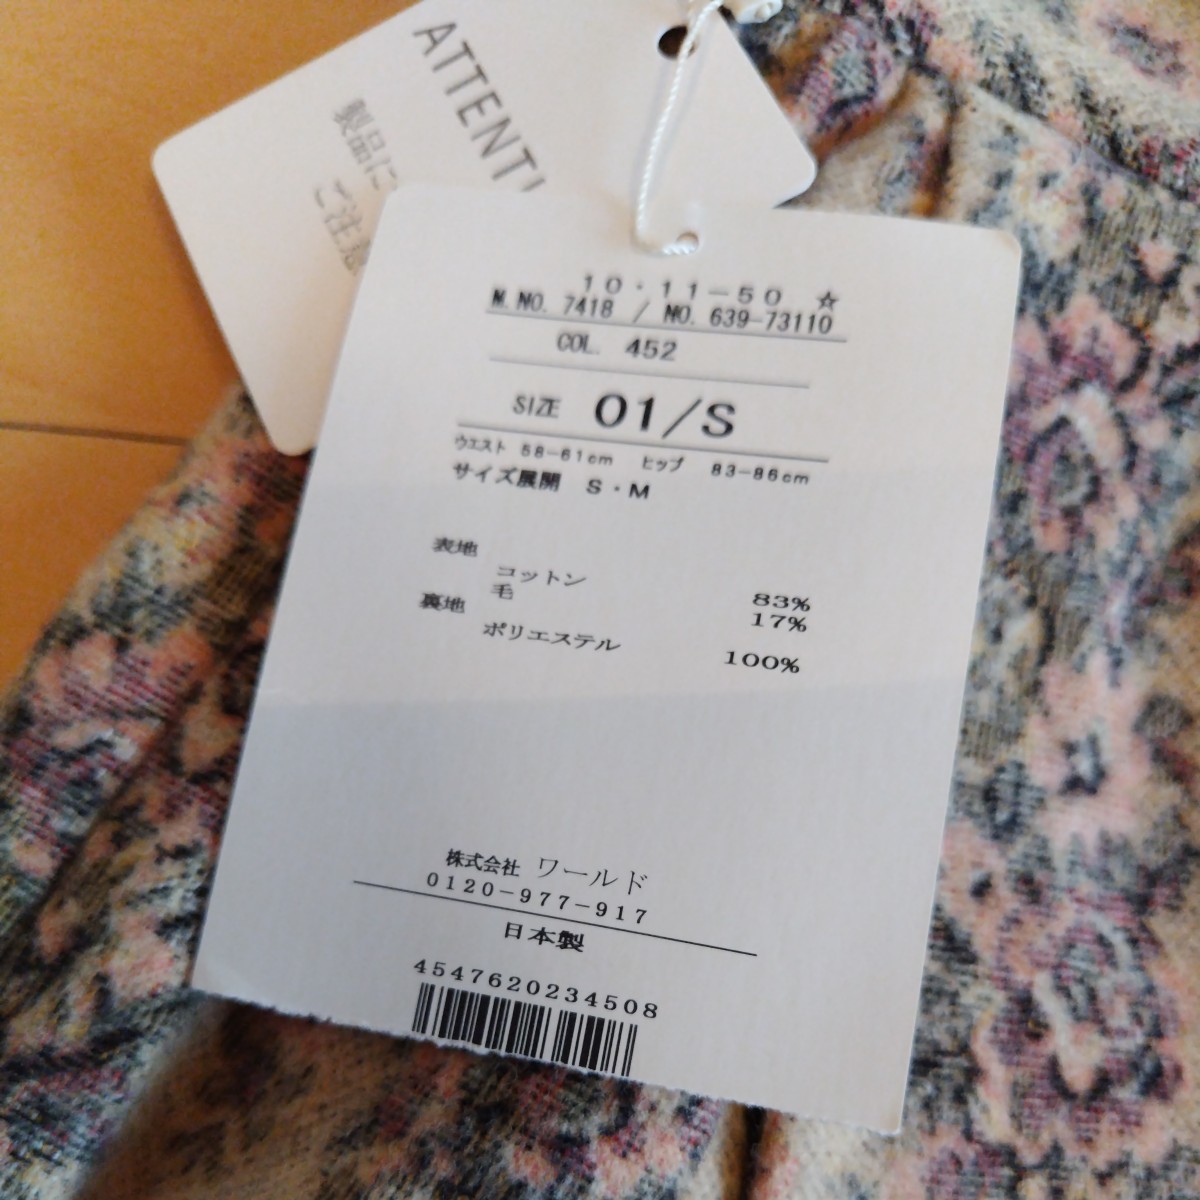 ATTENTI
製品に
ご注意
10・11-50 ☆
M.NO. 7418 / NO. 639-73110
COL. 452
SIZE 01/S
ウエスト 58-61cm ヒップ 83-86cm
サイズ展開 S・M
表地
コットン 83%
毛 17%
裏地
ポリエステル 100%
株式会社 ワールド
0120-977-917
日本製
4547620234508